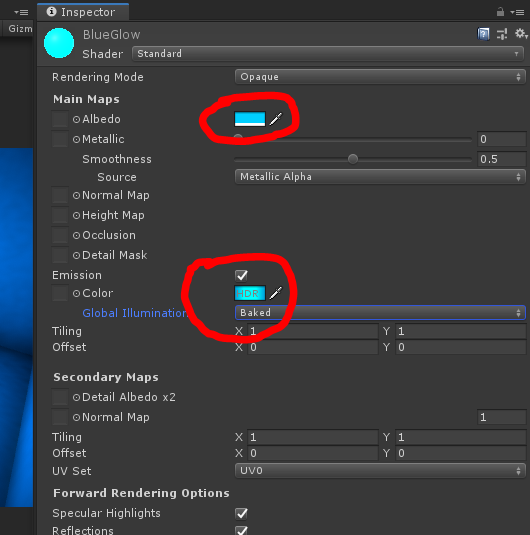 Inspector
Gizm
BlueGlow
Shader Standard
Rendering Mode Opaque
Main Maps
Albedo
Metallic 0
Smoothness 0.5
Source Metallic Alpha
Normal Map
Height Map
Occlusion
Detail Mask
Emission
Color HDR
Global Illumination Baked
Tiling X 1 Y 1
Offset X 0 Y 0
Secondary Maps
Detail Albedo x2
Normal Map 1
Tiling X 1 Y 1
Offset X 0 Y 0
UV Set UV0
Forward Rendering Options
Specular Highlights
Reflections